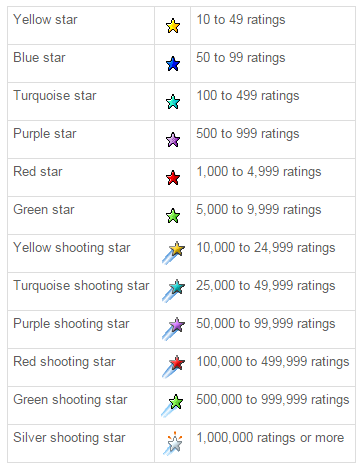 Yellow star 10 to 49 ratings
Blue star 50 to 99 ratings
Turquoise star 100 to 499 ratings
Purple star 500 to 999 ratings
Red star 1,000 to 4,999 ratings
Green star 5,000 to 9,999 ratings
Yellow shooting star 10,000 to 24,999 ratings
Turquoise shooting star 25,000 to 49,999 ratings
Purple shooting star 50,000 to 99,999 ratings
Red shooting star 100,000 to 499,999 ratings
Green shooting star 500,000 to 999,999 ratings
Silver shooting star 1,000,000 ratings or more